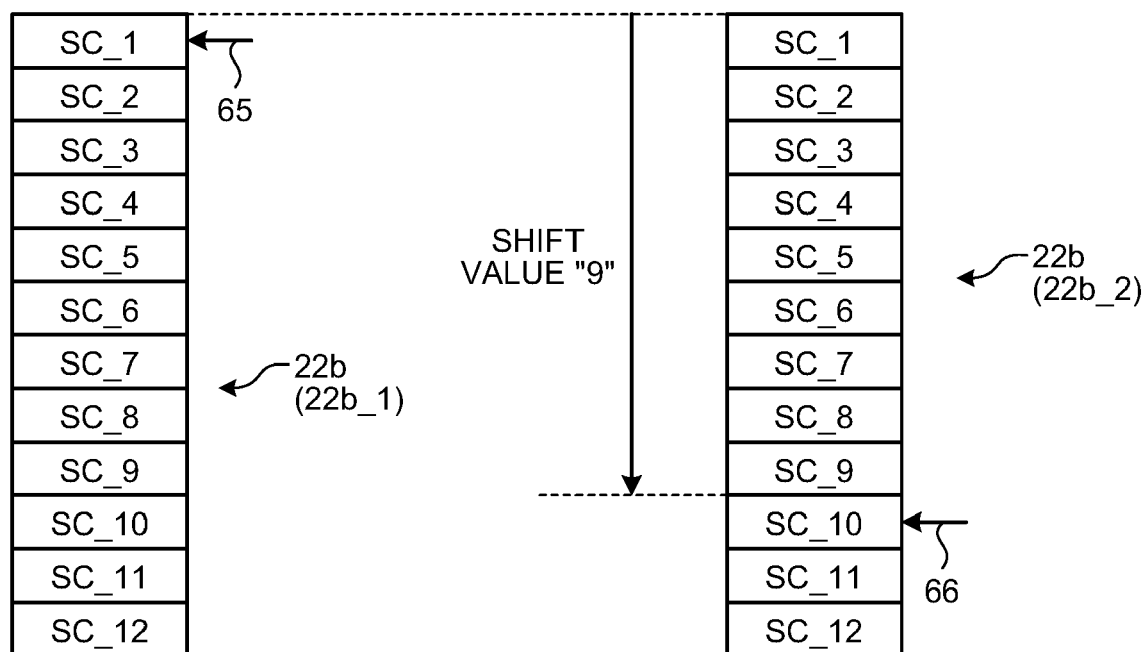 SC_1
SC_2
SC_3
SC_4
SC_5
SC_6
SC_7
SC_8
SC_9
SC_10
SC_11
SC_12
65
22b
(22b_1)
SHIFT
VALUE "9"
SC_1
SC_2
SC_3
SC_4
SC_5
SC_6
SC_7
SC_8
SC_9
SC_10
SC_11
SC_12
22b
(22b_2)
66